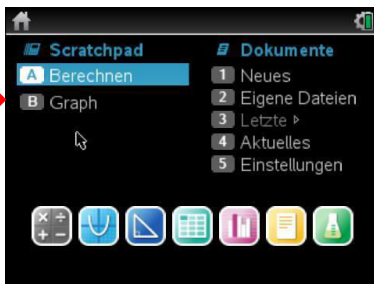 Scratchpad
A Berechnen
B Graph
Dokumente
1 Neues
2 Eigene Dateien
3 Letzte ▸
4 Aktuelles
5 Einstellungen